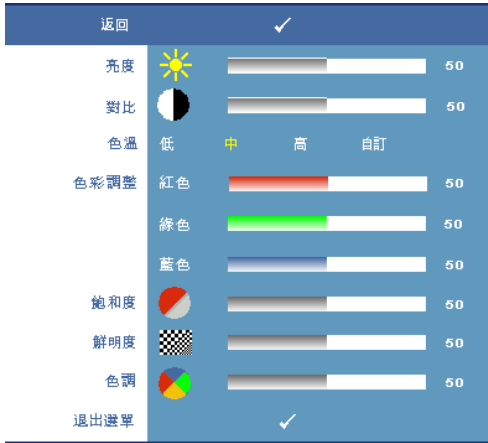 返回
亮度 50
對比 50
色溫 低 中 高 自訂
色彩調整 紅色 50
綠色 50
藍色 50
飽和度 50
鮮明度 50
色調 50
退出選單